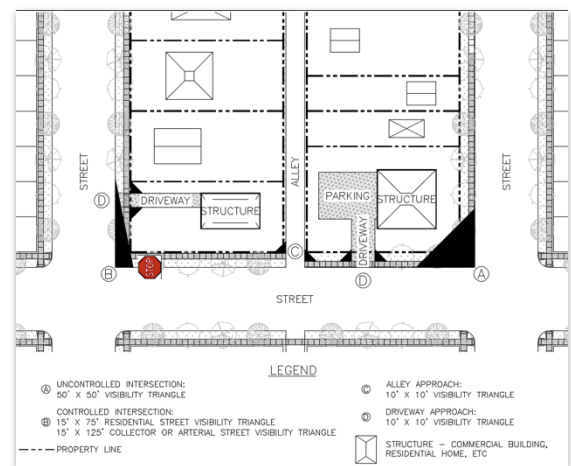 STREET
STREET
ALLEY
D
DRIVEWAY
STRUCTURE
PARKING
STRUCTURE
DRIVEWAY
C
B
STOP
D
A
STREET
LEGEND
A UNCONTROLLED INTERSECTION:
50' X 50' VISIBILITY TRIANGLE
CONTROLLED INTERSECTION:
B 15' X 75' RESIDENTIAL STREET VISIBILITY TRIANGLE
15' X 125' COLLECTOR OR ARTERIAL STREET VISIBILITY TRIANGLE
PROPERTY LINE
C ALLEY APPROACH:
10' X 10' VISIBILITY TRIANGLE
D DRIVEWAY APPROACH:
10' X 10' VISIBILITY TRIANGLE
STRUCTURE – COMMERCIAL BUILDING,
RESIDENTIAL HOME, ETC